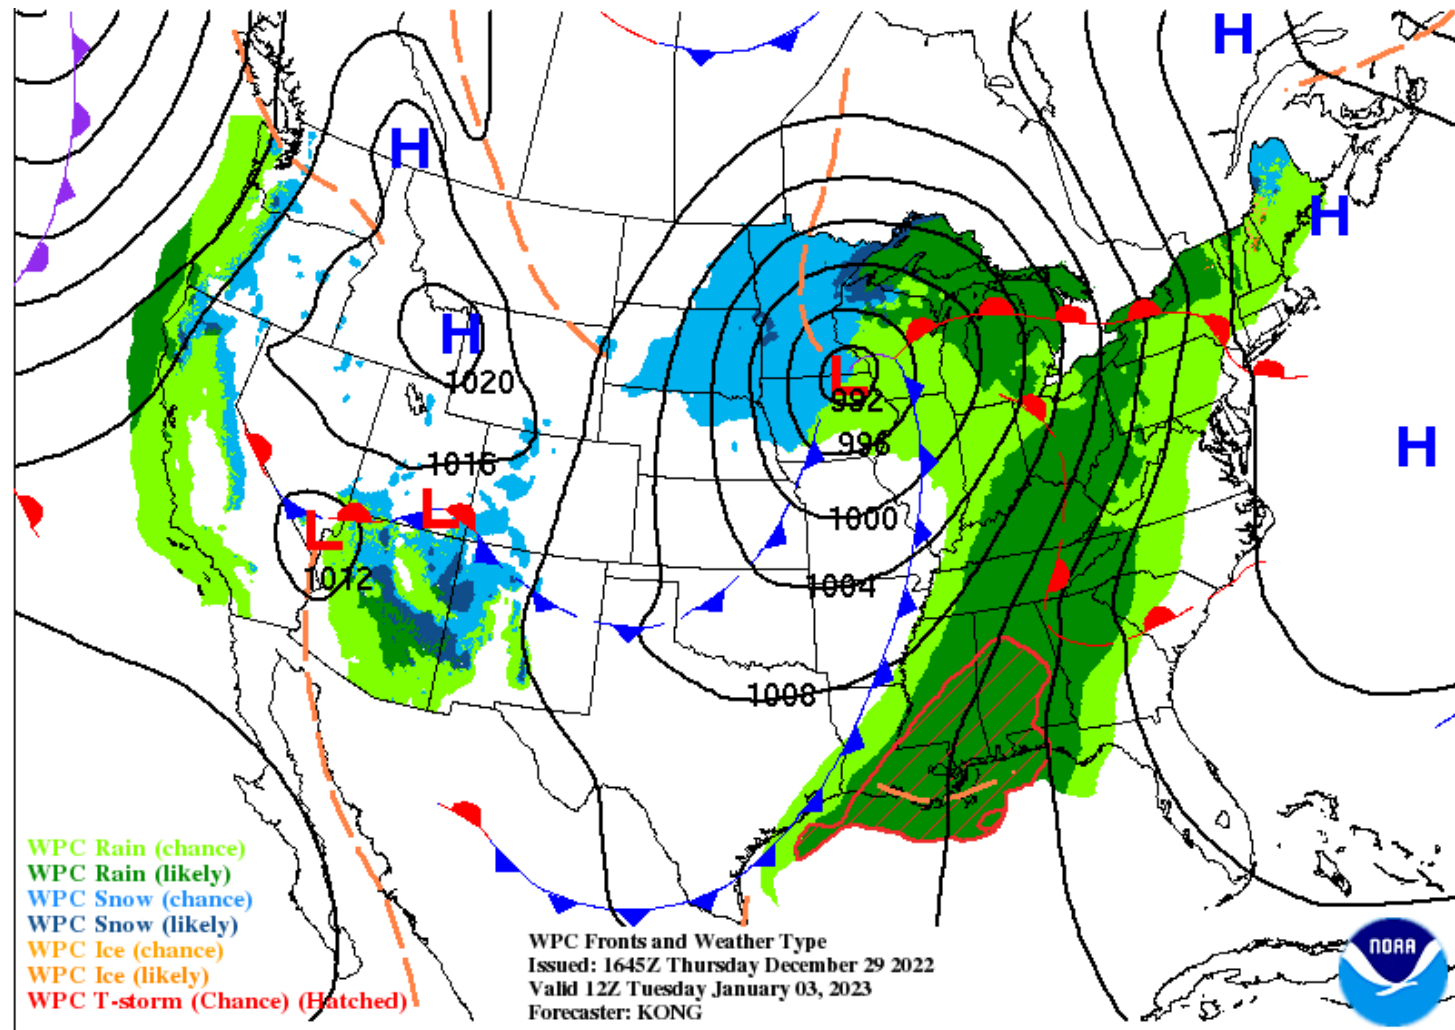 H
H
H
H
1020
L
992
H
996
1016
L
L
1000
1012
1004
1008
WPC Rain (chance)
WPC Rain (likely)
WPC Snow (chance)
WPC Snow (likely)
WPC Ice (chance)
WPC Ice (likely)
WPC T-storm (Chance) (Hatched)
WPC Fronts and Weather Type
Issued: 1645Z Thursday December 29 2022
Valid 12Z Tuesday January 03, 2023
Forecaster: KONG
NOAA